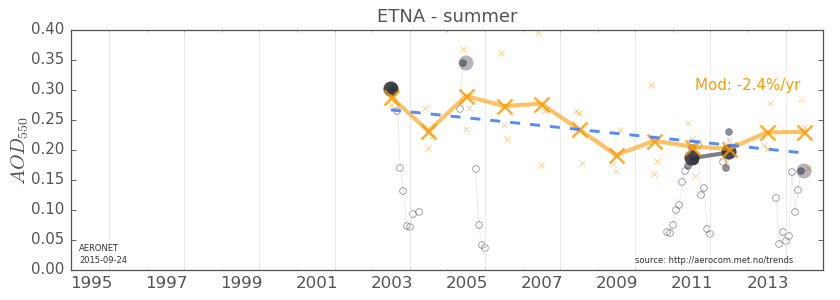 ETNA - summer
0.40
0.35
0.30
0.25
0.20
0.15
0.10
0.05
0.00
AOD550
Mod: -2.4%/yr
AERONET
2015-09-24
source: http://aerocom.met.no/trends
1995 1997 1999 2001 2003 2005 2007 2009 2011 2013